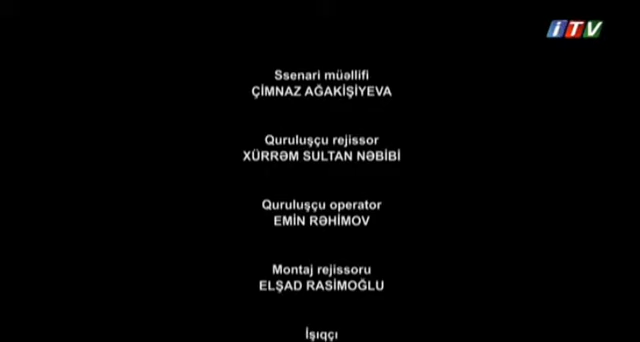 iTV
Ssenari müəllifi
ÇİMNAZ AĞAKİŞİYEVA
Quruluşçu rejissor
XÜRRƏM SULTAN NƏBİBİ
Quruluşçu operator
EMİN RƏHİMOV
Montaj rejissoru
ELŞAD RASİMOĞLU
İşıqçı